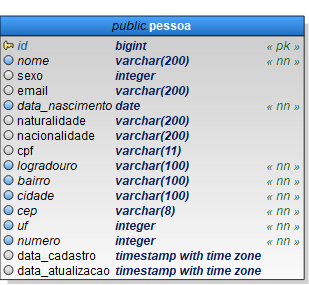 public pessoa
id bigint « pk »
nome varchar(200) « nn »
sexo integer
email varchar(200)
data_nascimento date « nn »
naturalidade varchar(200)
nacionalidade varchar(200)
cpf varchar(11)
logradouro varchar(100) « nn »
bairro varchar(100) « nn »
cidade varchar(100) « nn »
cep varchar(8) « nn »
uf integer « nn »
numero integer « nn »
data_cadastro timestamp with time zone
data_atualizacao timestamp with time zone